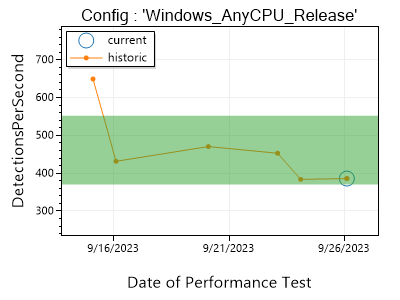 Config : 'Windows_AnyCPU_Release'
current
historic
DetectionsPerSecond
700
600
500
400
300
9/16/2023
9/21/2023
9/26/2023
Date of Performance Test